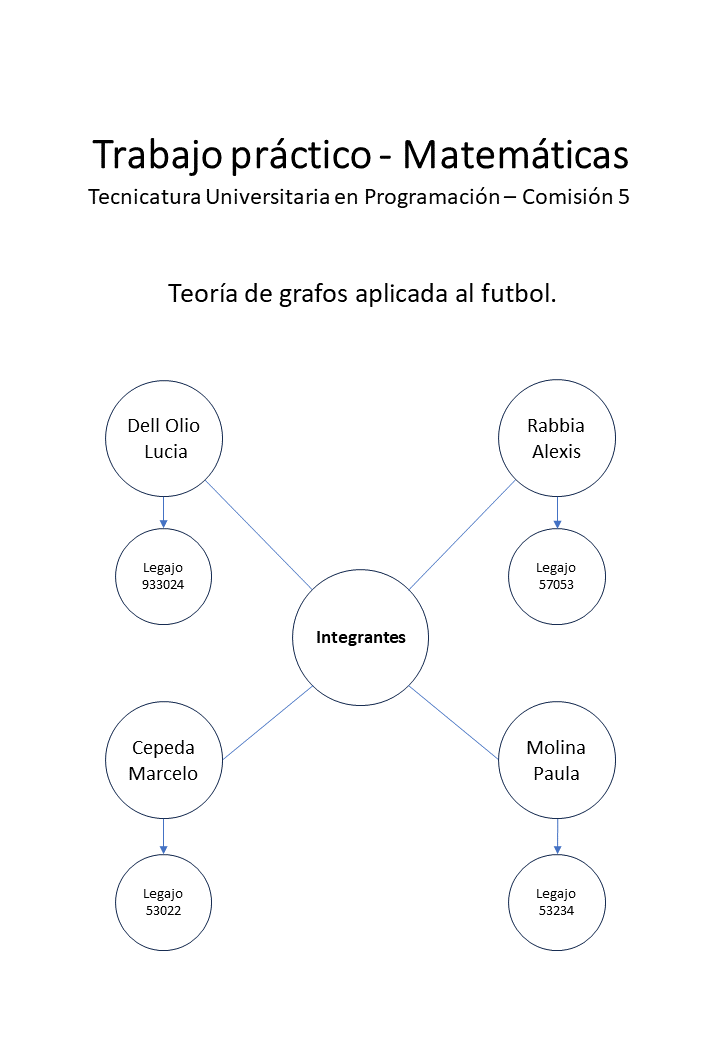 Trabajo práctico - Matemáticas
Tecnicatura Universitaria en Programación – Comisión 5
Teoría de grafos aplicada al futbol.
Dell Olio
Lucia
Rabbia
Alexis
Legajo
933024
Legajo
57053
Integrantes
Cepeda
Marcelo
Molina
Paula
Legajo
53022
Legajo
53234